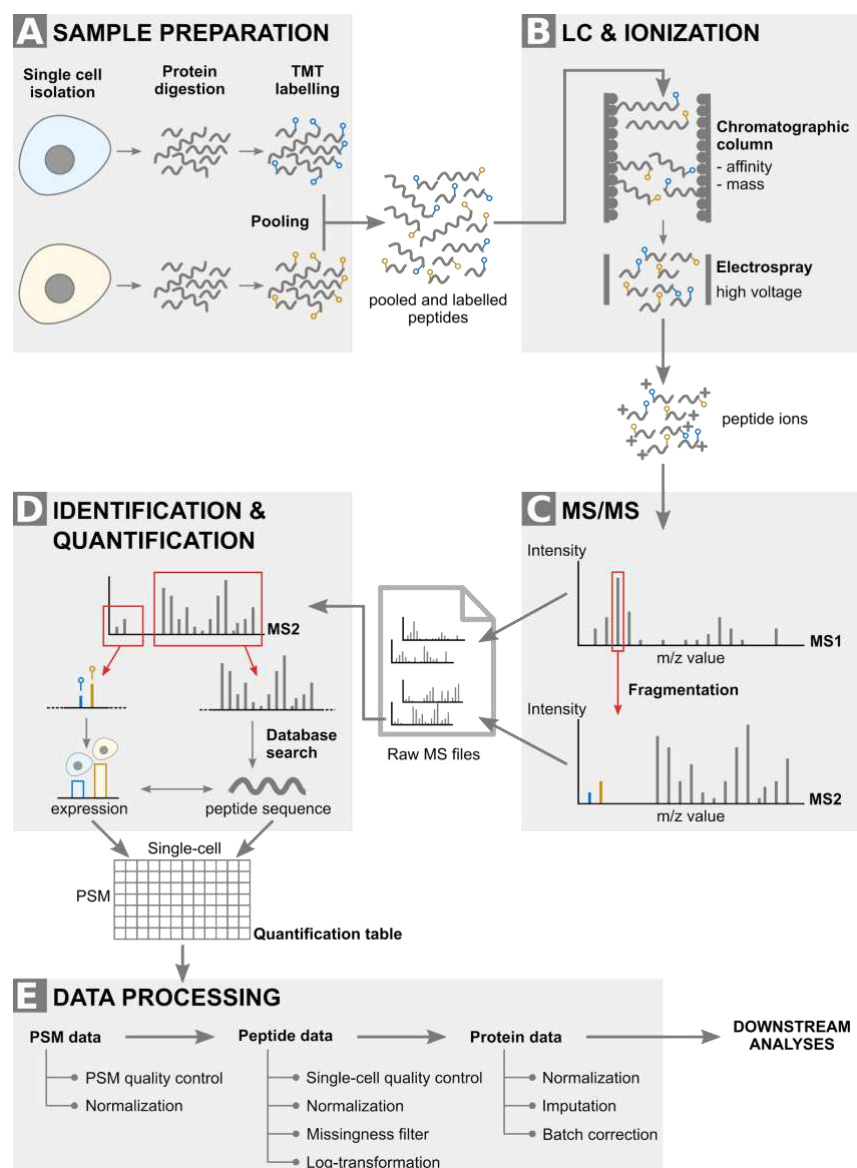 A SAMPLE PREPARATION
Single cell
isolation
Protein
digestion
TMT
labelling
Pooling
pooled and labelled
peptides
B LC & IONIZATION
Chromatographic
column
- affinity
- mass
Electrospray
high voltage
peptide ions
C MS/MS
Intensity
MS1
m/z value
Fragmentation
Intensity
MS2
m/z value
Raw MS files
D IDENTIFICATION &
QUANTIFICATION
MS2
Database
search
expression
peptide sequence
Single-cell
PSM
Quantification table
E DATA PROCESSING
PSM data
PSM quality control
Normalization
Peptide data
Single-cell quality control
Normalization
Missingness filter
Log-transformation
Protein data
Normalization
Imputation
Batch correction
DOWNSTREAM
ANALYSES